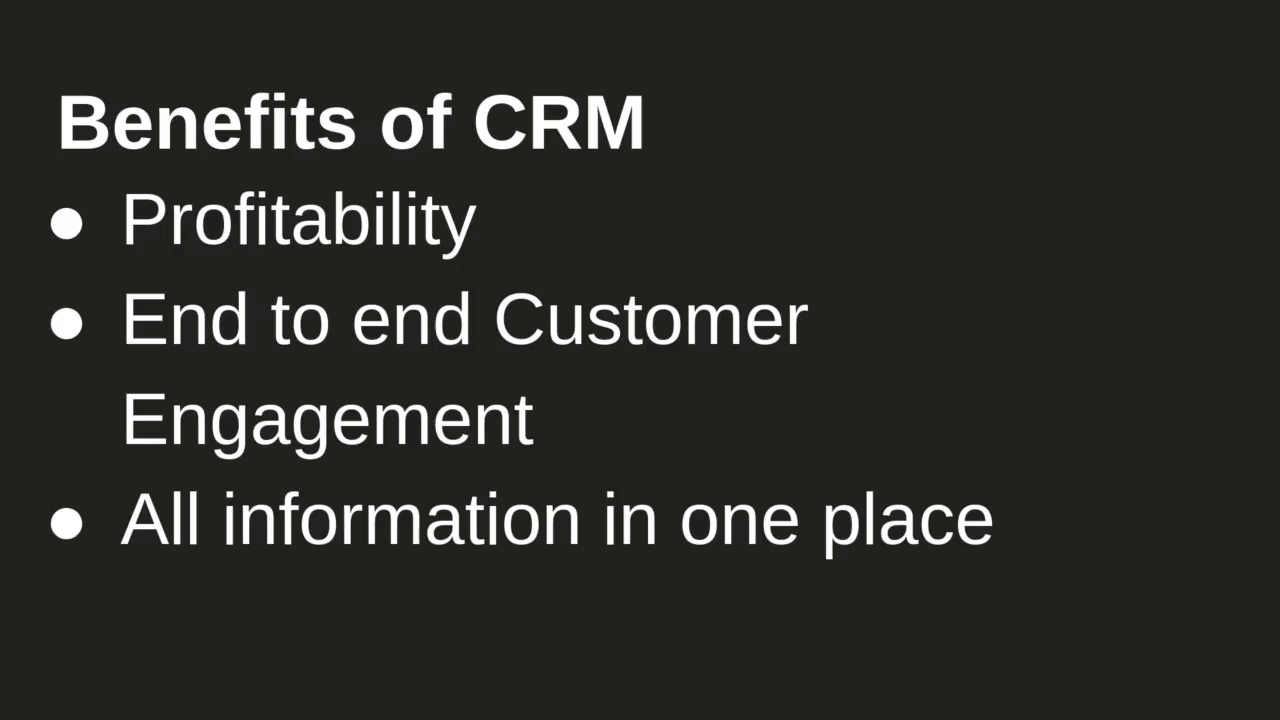 Benefits of CRM
● Profitability
● End to end Customer
Engagement
● All information in one place